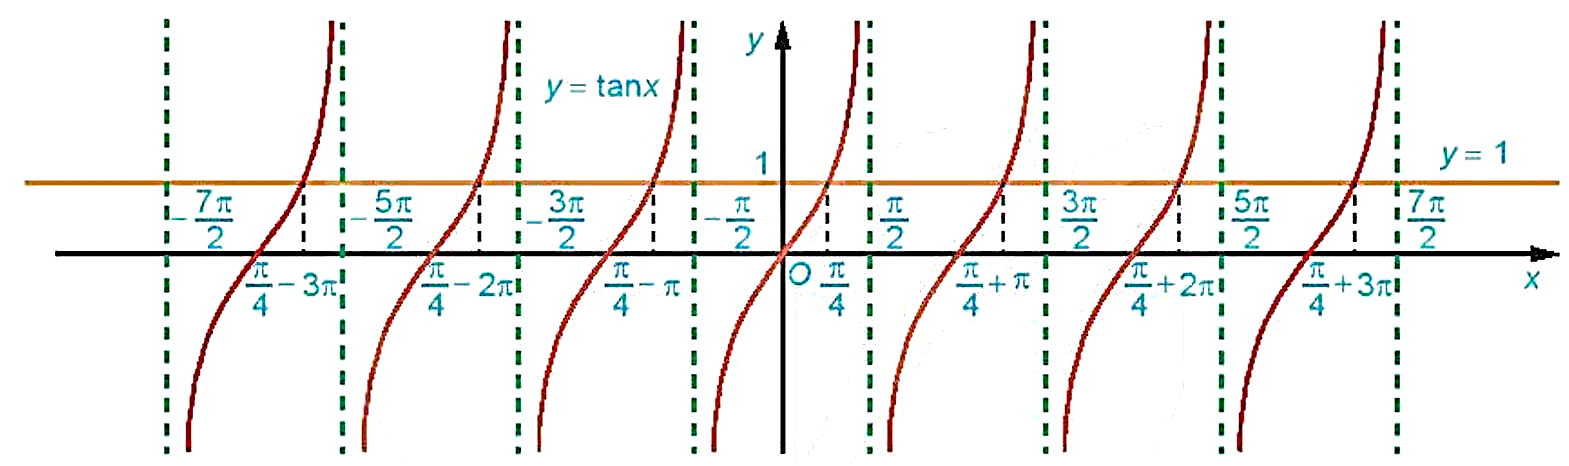 y
y = tanx
1
y = 1
-7π/2
-5π/2
-3π/2
-π/2
π/2
3π/2
5π/2
7π/2
π/4 - 3π
π/4 - 2π
π/4 - π
O
π/4
π/4 + π
π/4 + 2π
π/4 + 3π
x